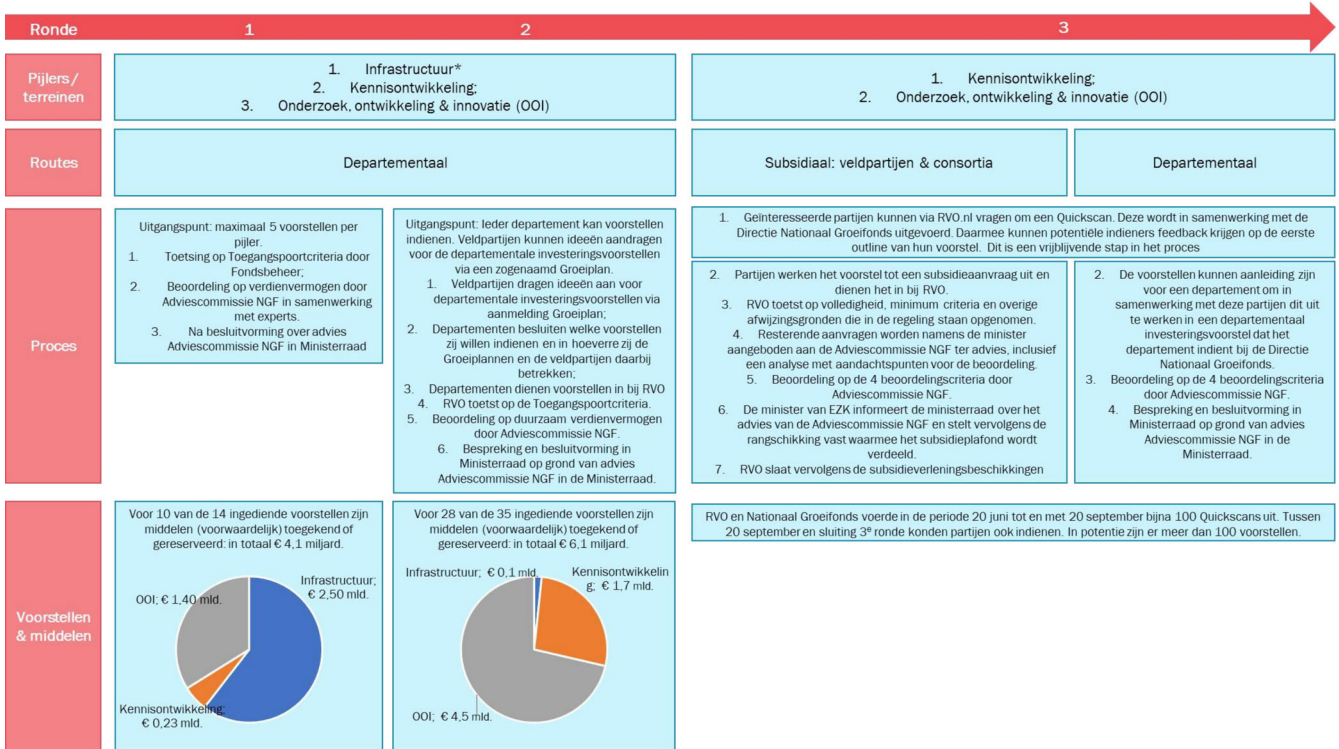 Ronde
1
2
3
Pijlers/
terreinen
1. Infrastructuur*
2. Kennisontwikkeling;
3. Onderzoek, ontwikkeling & innovatie (OOI)
1. Kennisontwikkeling;
2. Onderzoek, ontwikkeling & innovatie (OOI)
Routes
Departementaal
Subsidiaal: veldpartijen & consortia
Departementaal
Proces
Uitgangspunt: maximaal 5 voorstellen per
pijler.
1. Toetsing op Toegangspoortcriteria door
Fondsbeheer;
2. Beoordeling op verdienvermogen door
Adviescommissie NGF in samenwerking
met experts.
3. Na besluitvorming over advies
Adviescommissie NGF in Ministerraad
Uitgangspunt: Ieder departement kan voorstellen
indienen. Veldpartijen kunnen ideeën aandragen
voor de departementale investeringsvoorstellen
via een zogenaamd Groeiplan.
1. Veldpartijen dragen ideeën aan voor
departementale investeringsvoorstellen via
aanmelding Groeiplan;
2. Departementen besluiten welke voorstellen
zij willen indienen en in hoeverre zij de
Groeiplannen en de veldpartijen daarbij
betrekken;
3. Departementen dienen voorstellen in bij RVO
4. RVO toetst op de Toegangspoortcriteria.
5. Beoordeling op duurzaam verdienvermogen
door Adviescommissie NGF.
6. Bespreking en besluitvorming in
Ministerraad op grond van advies
Adviescommissie NGF in de Ministerraad.
1. Geïnteresseerde partijen kunnen via RVO.nl vragen om een Quickscan. Deze wordt in samenwerking met de
Directie Nationaal Groeifonds uitgevoerd. Daarmee kunnen potentiële indieners feedback krijgen op de eerste
outline van hun voorstel. Dit is een vrijblijvende stap in het proces
2. Partijen werken het voorstel tot een subsidieaanvraag uit en
dienen het in bij RVO.
3. RVO toetst op volledigheid, minimum criteria en overige
afwijzingsgronden die in de regeling staan opgenomen.
4. Resterende aanvragen worden namens de minister
aangeboden aan de Adviescommissie NGF ter advies, inclusief
een analyse met aandachtspunten voor de beoordeling.
5. Beoordeling op de 4 beoordelingscriteria door
Adviescommissie NGF.
6. De minister van EZK informeert de ministerraad over het
advies van de Adviescommissie NGF en stelt vervolgens de
rangschikking vast waarmee het subsidieplafond wordt
verdeeld.
7. RVO slaat vervolgens de subsidieverleningsbeschikkingen
2. De voorstellen kunnen aanleiding zijn
voor een departement om in
samenwerking met deze partijen dit uit
te werken in een departementaal
investeringsvoorstel dat het
departement indient bij de Directie
Nationaal Groeifonds.
3. Beoordeling op de 4 beoordelingscriteria
door Adviescommissie NGF.
4. Bespreking en besluitvorming in
Ministerraad op grond van advies
Adviescommissie NGF in de
Ministerraad.
Voorstellen
& middelen
Voor 10 van de 14 ingediende voorstellen zijn
middelen (voorwaardelijk) toegekend of
gereserveerd: in totaal € 4,1 miljard.
Infrastructuur;
€ 2,50 mld.
OOI; € 1,40 mld.
Kennisontwikkeling;
€ 0,23 mld.
Voor 28 van de 35 ingediende voorstellen zijn
middelen (voorwaardelijk) toegekend of
gereserveerd: in totaal € 6,1 miljard.
Infrastructuur; € 0,1 mld.
Kennisontwikkelin
g; € 1,7 mld.
OOI; € 4,5 mld.
RVO en Nationaal Groeifonds voerde in de periode 20 juni tot en met 20 september bijna 100 Quickscans uit. Tussen
20 september en sluiting 3e ronde konden partijen ook indienen. In potentie zijn er meer dan 100 voorstellen.